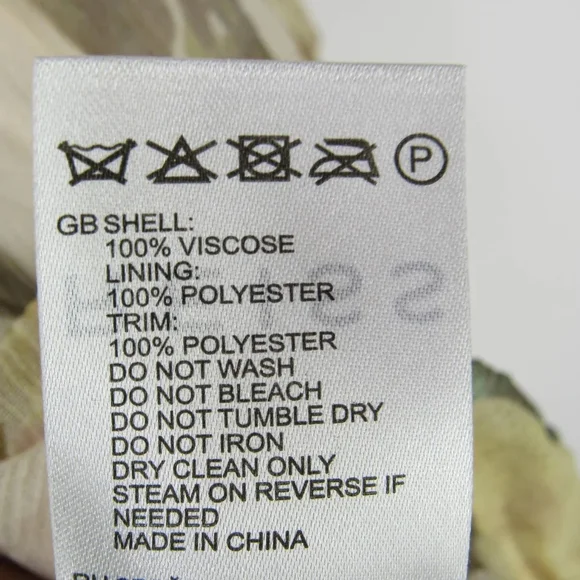 P
GB SHELL:
100% VISCOSE
LINING:
100% POLYESTER
TRIM:
100% POLYESTER
DO NOT WASH
DO NOT BLEACH
DO NOT TUMBLE DRY
DO NOT IRON
DRY CLEAN ONLY
STEAM ON REVERSE IF
NEEDED
MADE IN CHINA